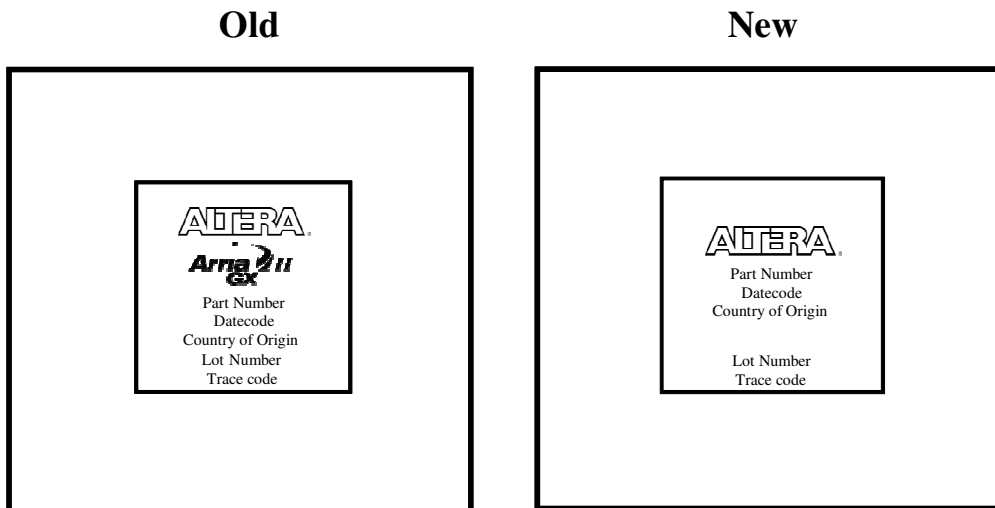 Old
ALTERA®
Arria II
GX
Part Number
Datecode
Country of Origin
Lot Number
Trace code
New
ALTERA®
Part Number
Datecode
Country of Origin
Lot Number
Trace code